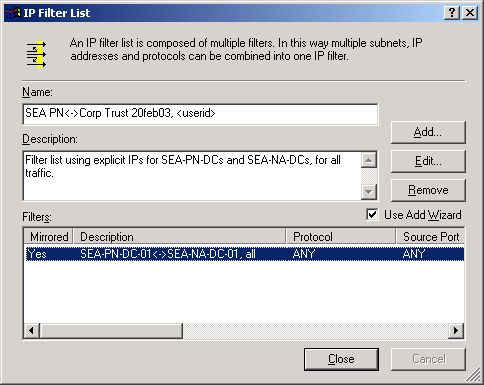 IP Filter List
An IP filter list is composed of multiple filters. In this way multiple subnets, IP
addresses and protocols can be combined into one IP filter.
Name:
SEA PN<->Corp Trust 20feb03, <userid>
Add...
Description:
Filter list using explicit IPs for SEA-PN-DCs and SEA-NA-DCs, for all
traffic.
Edit...
Remove
Filters:
Use Add Wizard
Mirrored Description Protocol Source Port
Yes SEA-PN-DC-01<->SEA-NA-DC-01, all ANY ANY
Close Cancel